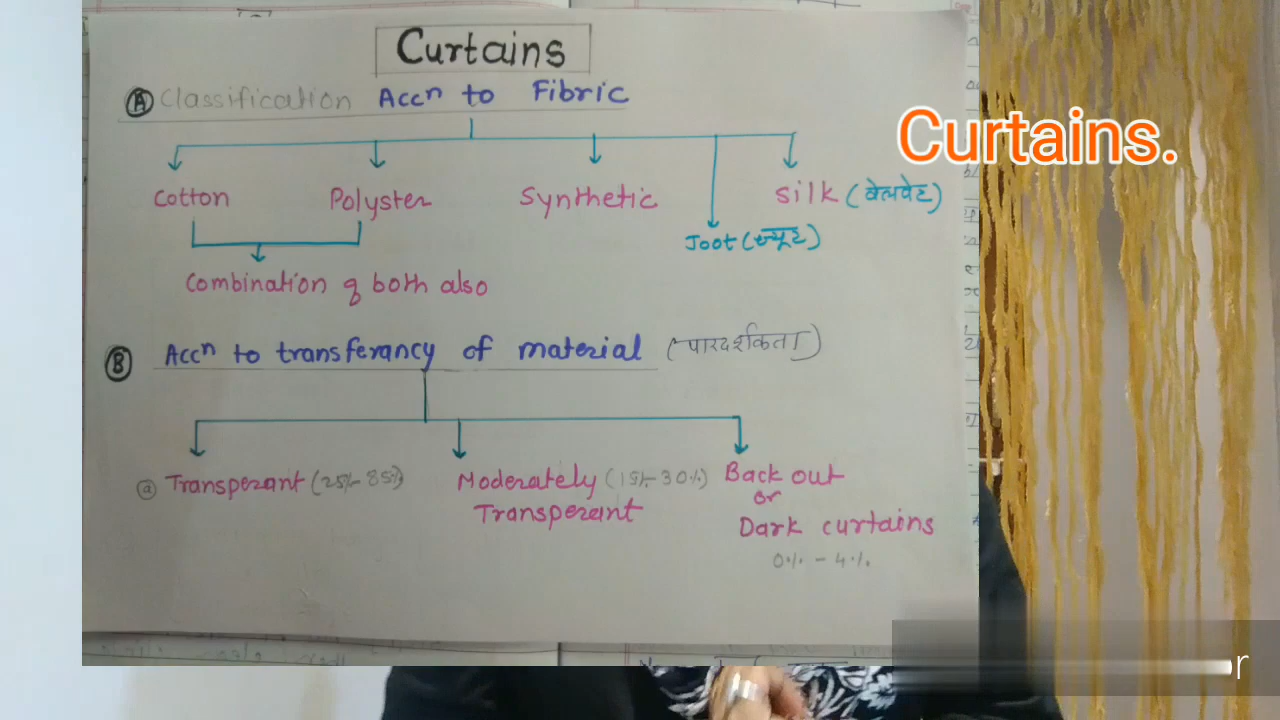 Curtains
Curtains.
Ⓐ Classification Accn to Fibric
Cotton Polyster Synthetic Silk (वेलवेट)
Joot (ज्यूट)
Combination of both also
Ⓑ Accn to transferancy of material (पारदर्शकिता)
ⓐ Transperant (25%-85%) Moderately (15%-30%) Back out
or
Transperant Dark curtains
0% - 4%